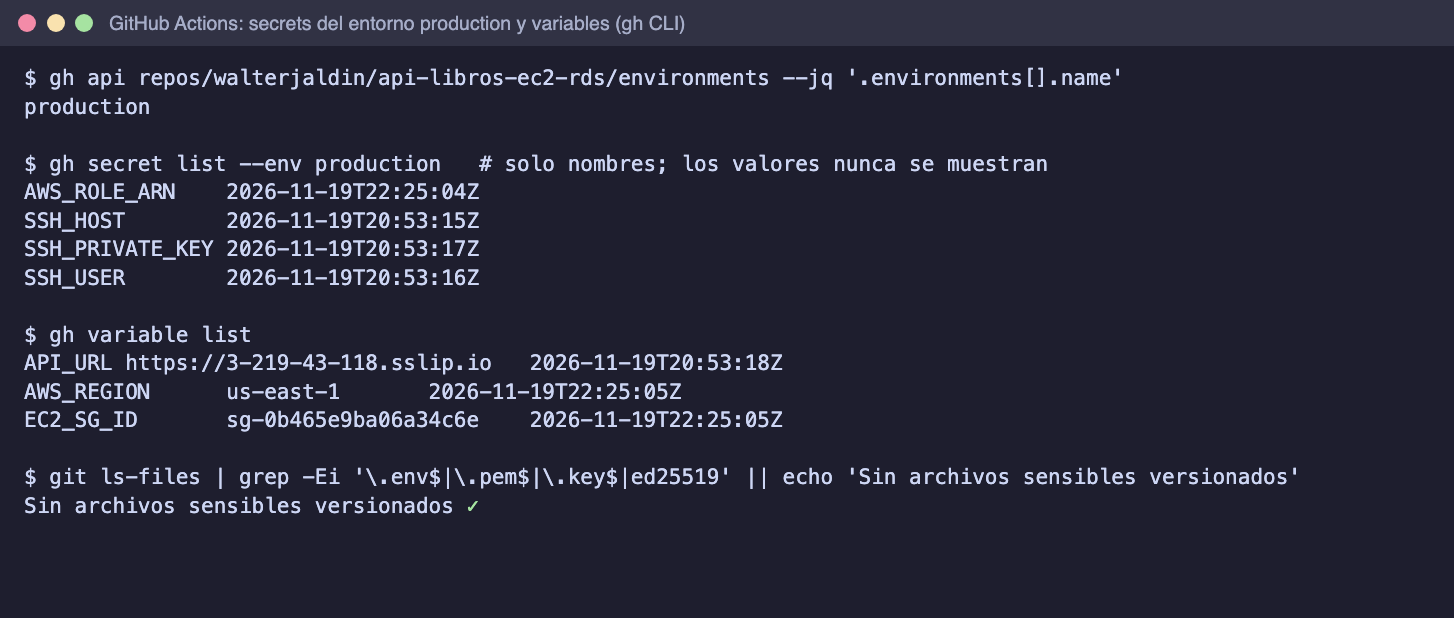 GitHub Actions: secrets del entorno production y variables (gh CLI)
$ gh api repos/walterjaldin/api-libros-ec2-rds/environments --jq '.environments[].name'
production
$ gh secret list --env production   # solo nombres; los valores nunca se muestran
AWS_ROLE_ARN    2026-11-19T22:25:04Z
SSH_HOST        2026-11-19T20:53:15Z
SSH_PRIVATE_KEY 2026-11-19T20:53:17Z
SSH_USER        2026-11-19T20:53:16Z
$ gh variable list
API_URL https://3-219-43-118.sslip.io   2026-11-19T20:53:18Z
AWS_REGION      us-east-1       2026-11-19T22:25:05Z
EC2_SG_ID       sg-0b465e9ba06a34c6e    2026-11-19T22:25:05Z
$ git ls-files | grep -Ei '\.env$|\.pem$|\.key$|ed25519' || echo 'Sin archivos sensibles versionados'
Sin archivos sensibles versionados ✓